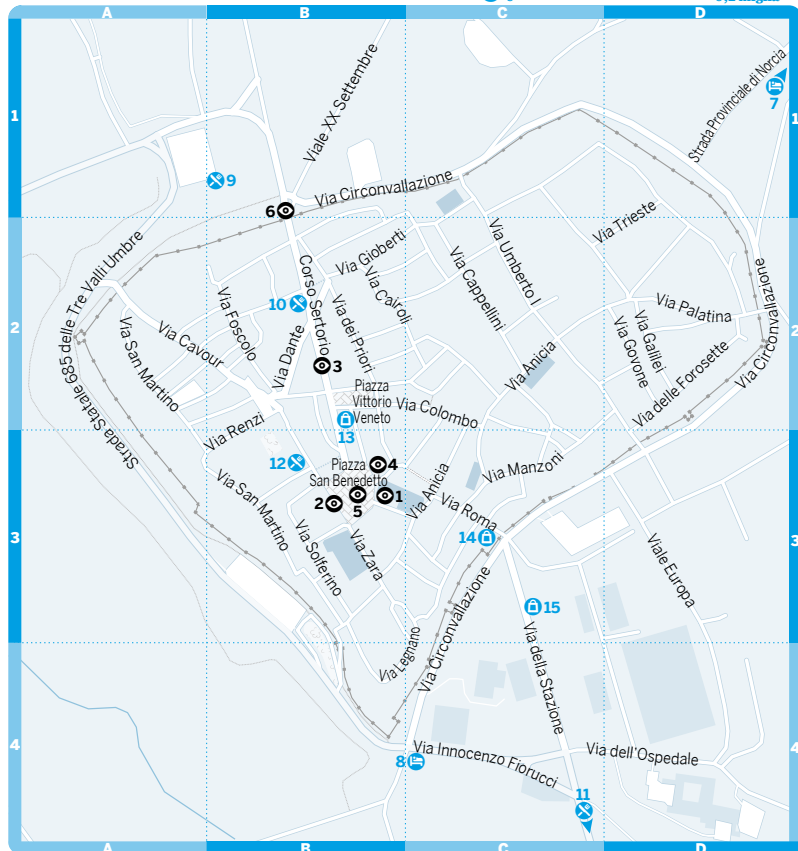 A
B
C
D
1
1
Viale XX Settembre
Strada Provinciale di Norcia
7
9
Via Circonvallazione
6
Via Trieste
Via Gioberti
Via Umberto I
Strada Statale 685 delle Tre Valli Umbre
Corso Sertorio
Via Cairoli
Via Cappellini
Via Circonvallazione
10
Via Foscolo
Via dei Priori
Via Palatina
2
2
Via San Martino
Via Cavour
Via Dante
3
Via Anicia
Via Govone
Via Galilei
Via delle Forosette
Piazza
Vittorio
Veneto
Via Colombo
13
Via Renzi
12
Piazza
San Benedetto
4
Via Manzoni
Via Anicia
2
5
1
Via San Martino
Via Roma
14
3
3
Via Solferino
Via Zara
Viale Europa
15
Via Circonvallazione
Via Legnano
Via della Stazione
4
4
Via Innocenzo Fiorucci
Via dell'Ospedale
8
11
A
B
C
D